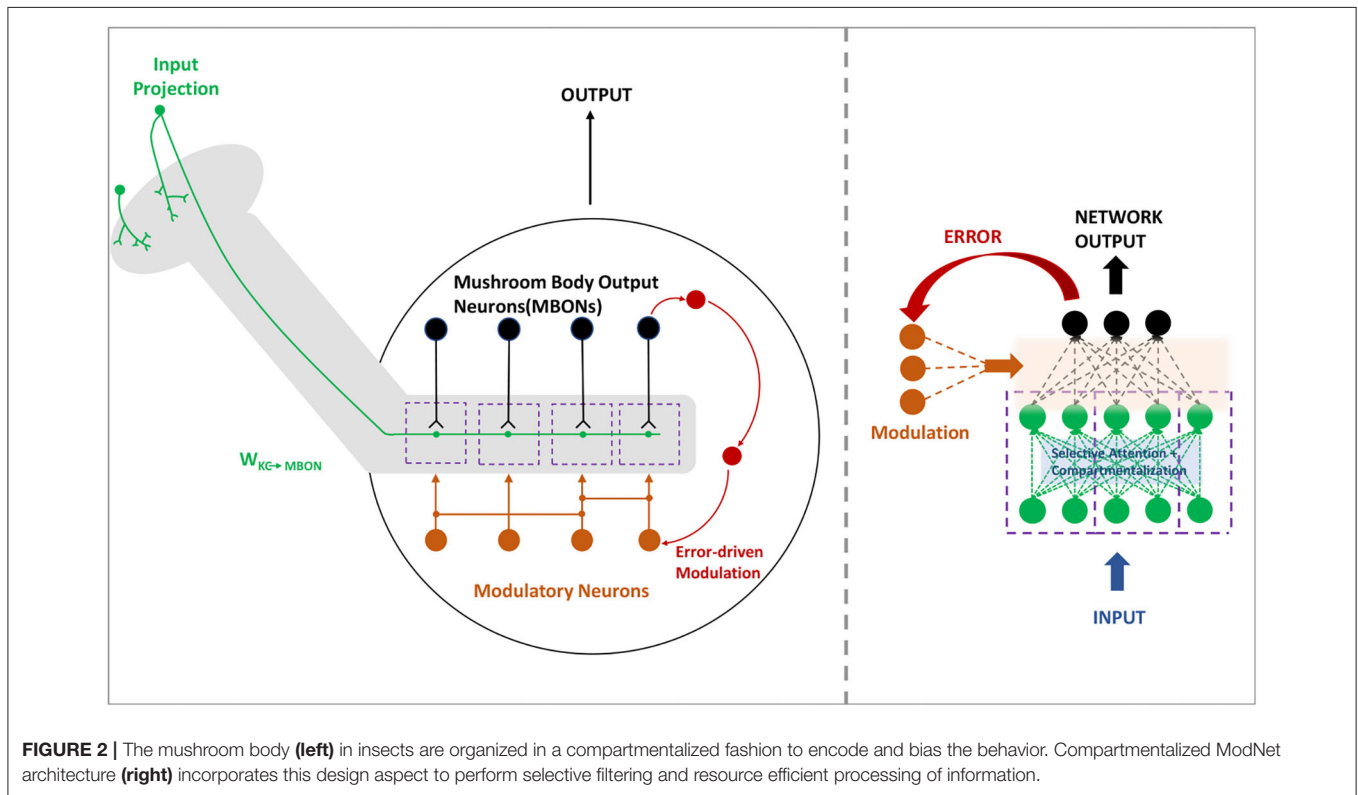 Input
Projection
OUTPUT
Mushroom Body Output
Neurons(MBONs)
W KC→ MBON
Error-driven
Modulation
Modulatory Neurons
NETWORK
OUTPUT
ERROR
Modulation
Selective Attention +
Compartmentalization
INPUT
FIGURE 2 | The mushroom body (left) in insects are organized in a compartmentalized fashion to encode and bias the behavior. Compartmentalized ModNet
architecture (right) incorporates this design aspect to perform selective filtering and resource efficient processing of information.